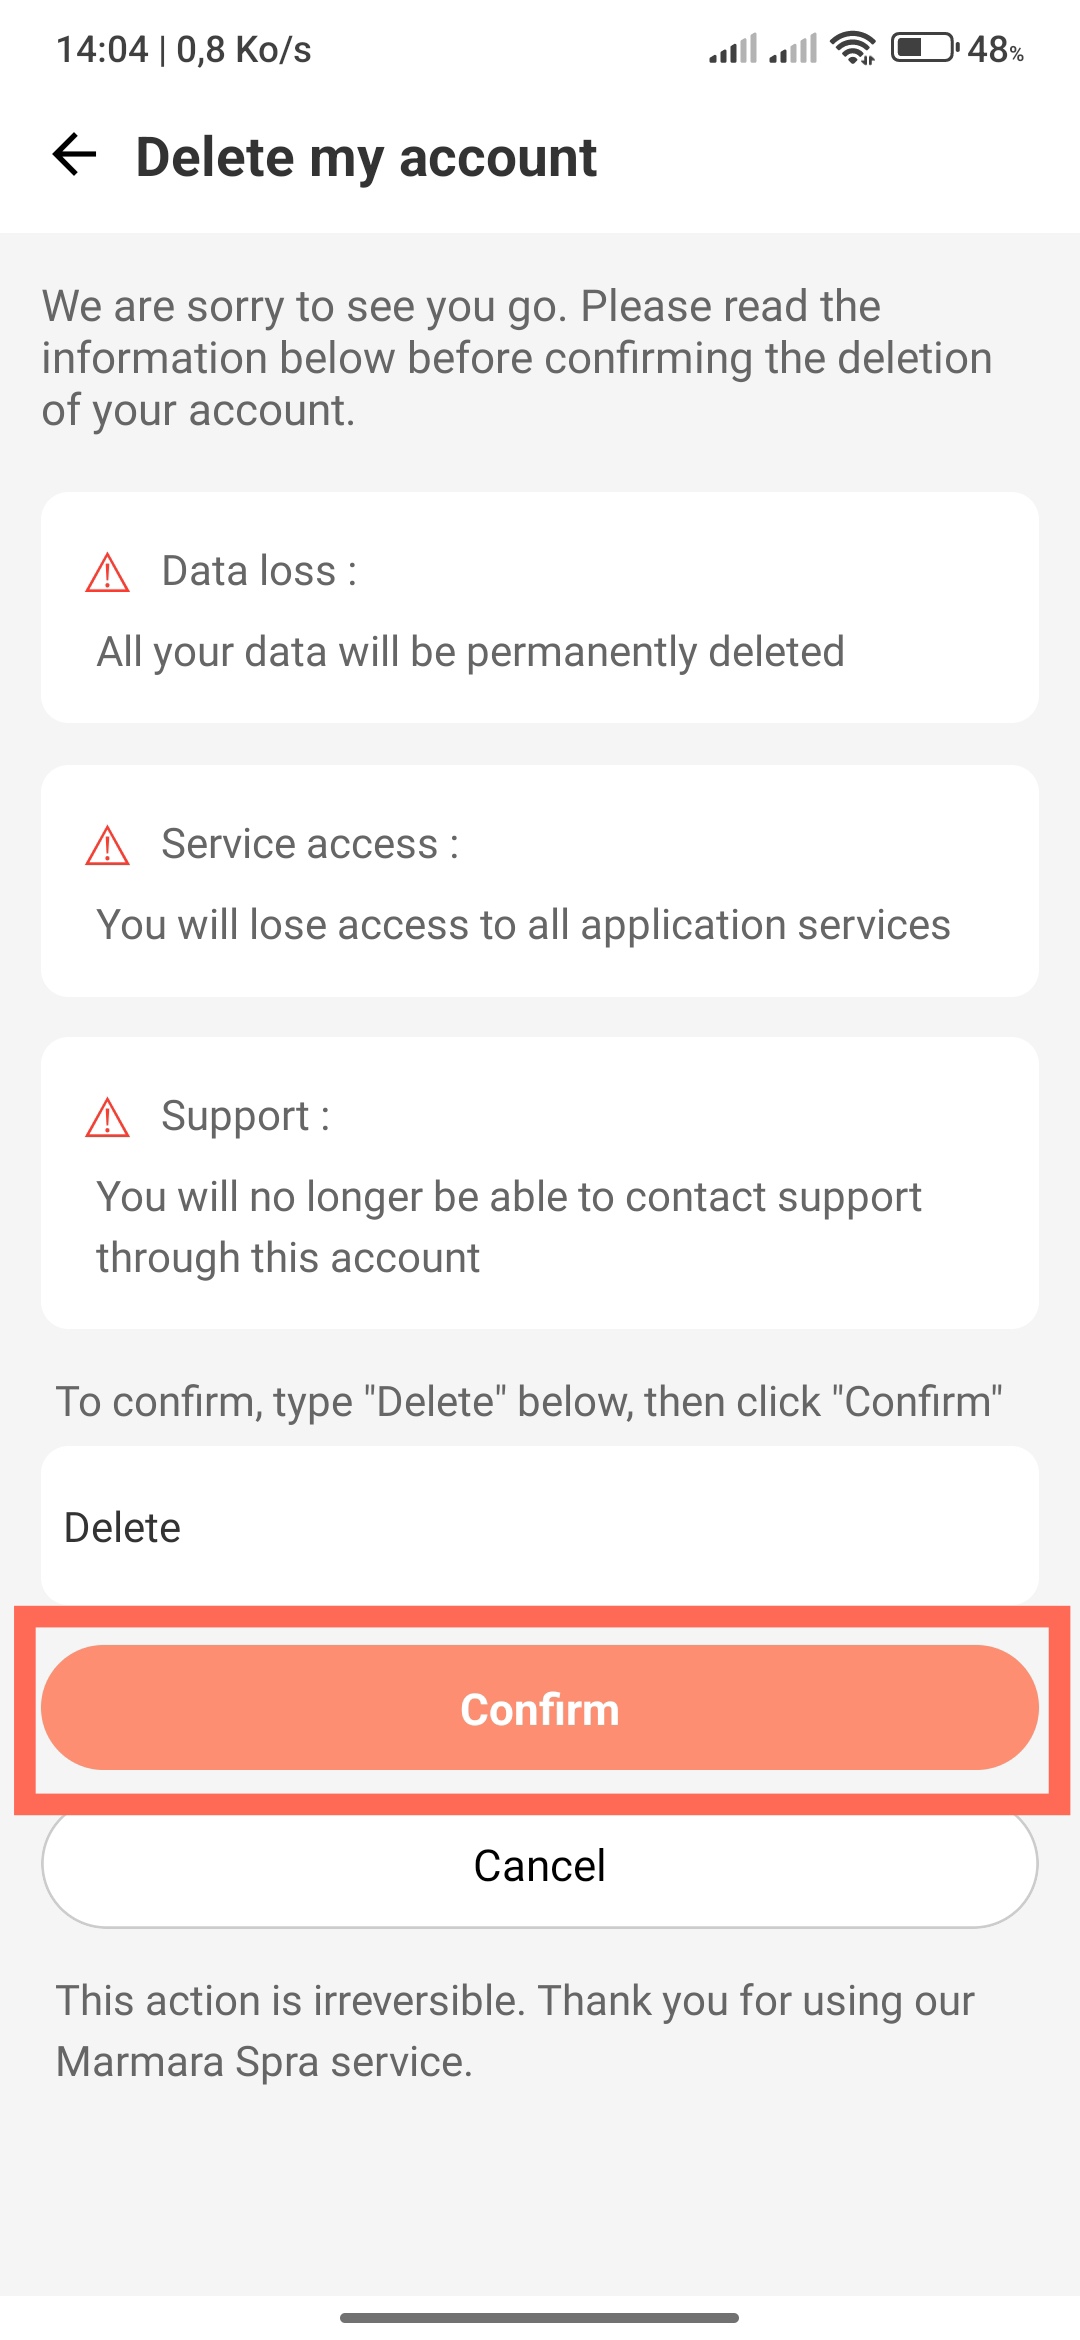 14:04 | 0,8 Ko/s
48%
Delete my account
We are sorry to see you go. Please read the
information below before confirming the deletion
of your account.
Data loss :
All your data will be permanently deleted
Service access :
You will lose access to all application services
Support :
You will no longer be able to contact support
through this account
To confirm, type "Delete" below, then click "Confirm"
Delete
Confirm
Cancel
This action is irreversible. Thank you for using our
Marmara Spra service.